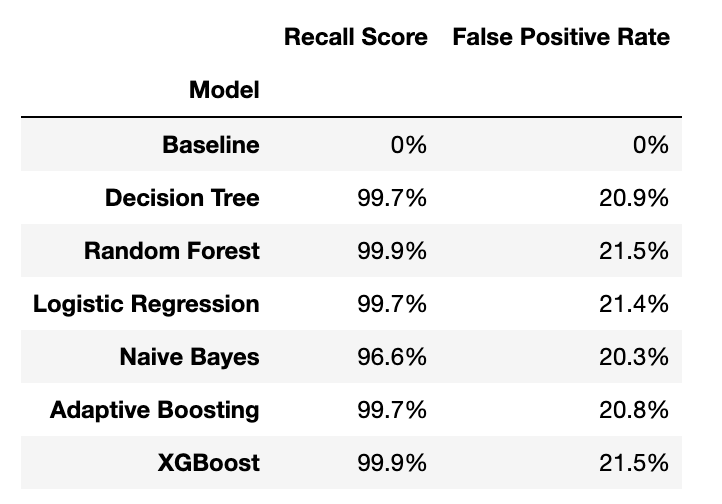 Recall Score False Positive Rate
Model
Baseline 0% 0%
Decision Tree 99.7% 20.9%
Random Forest 99.9% 21.5%
Logistic Regression 99.7% 21.4%
Naive Bayes 96.6% 20.3%
Adaptive Boosting 99.7% 20.8%
XGBoost 99.9% 21.5%